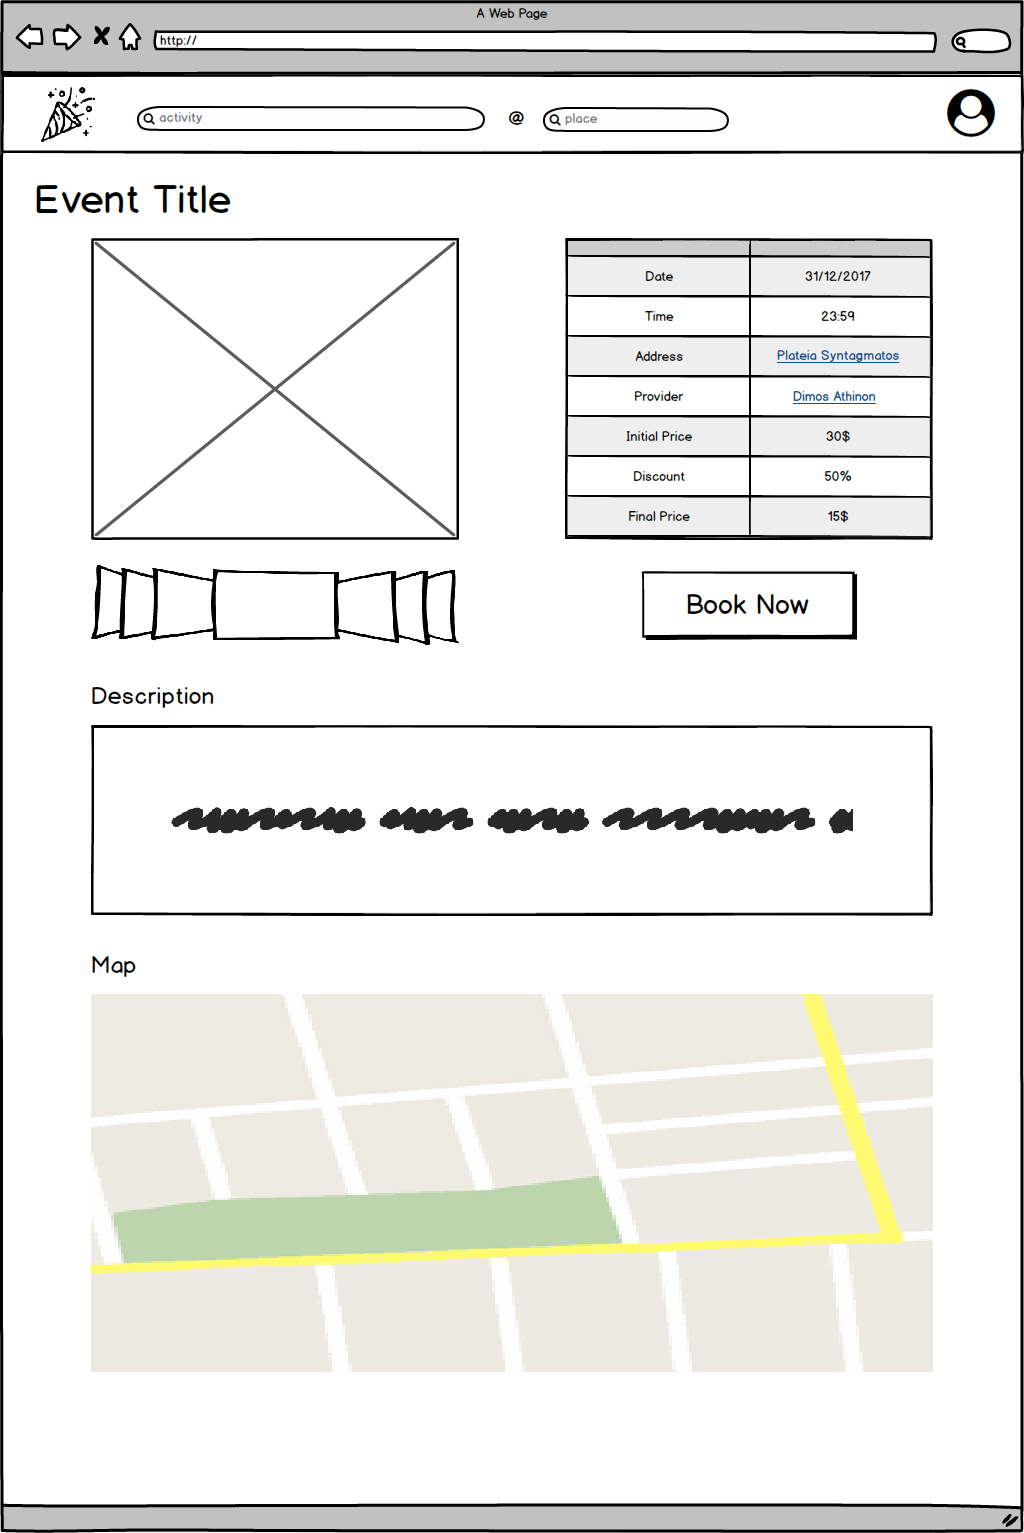 A Web Page
http://
activity @ place
Event Title
Date 31/12/2017
Time 23:59
Address Plateia Syntagmatos
Provider Dimos Athinon
Initial Price 30$
Discount 50%
Final Price 15$
Book Now
Description
Map